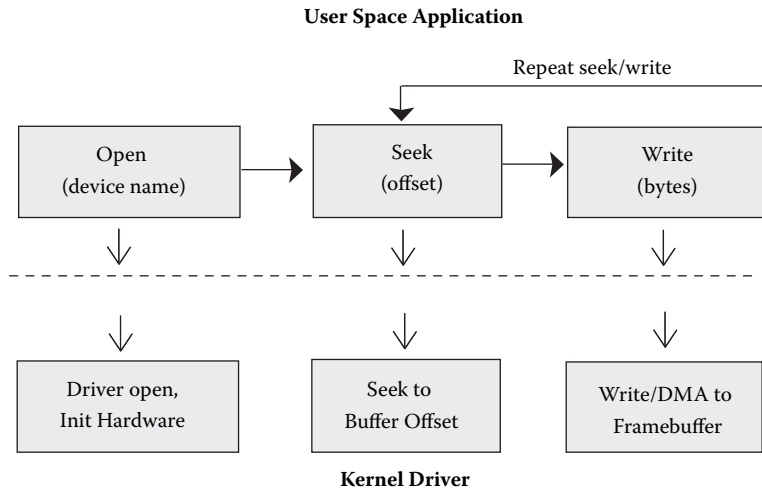 User Space Application
Repeat seek/write
Open
(device name)
Seek
(offset)
Write
(bytes)
Driver open,
Init Hardware
Seek to
Buffer Offset
Write/DMA to
Framebuffer
Kernel Driver